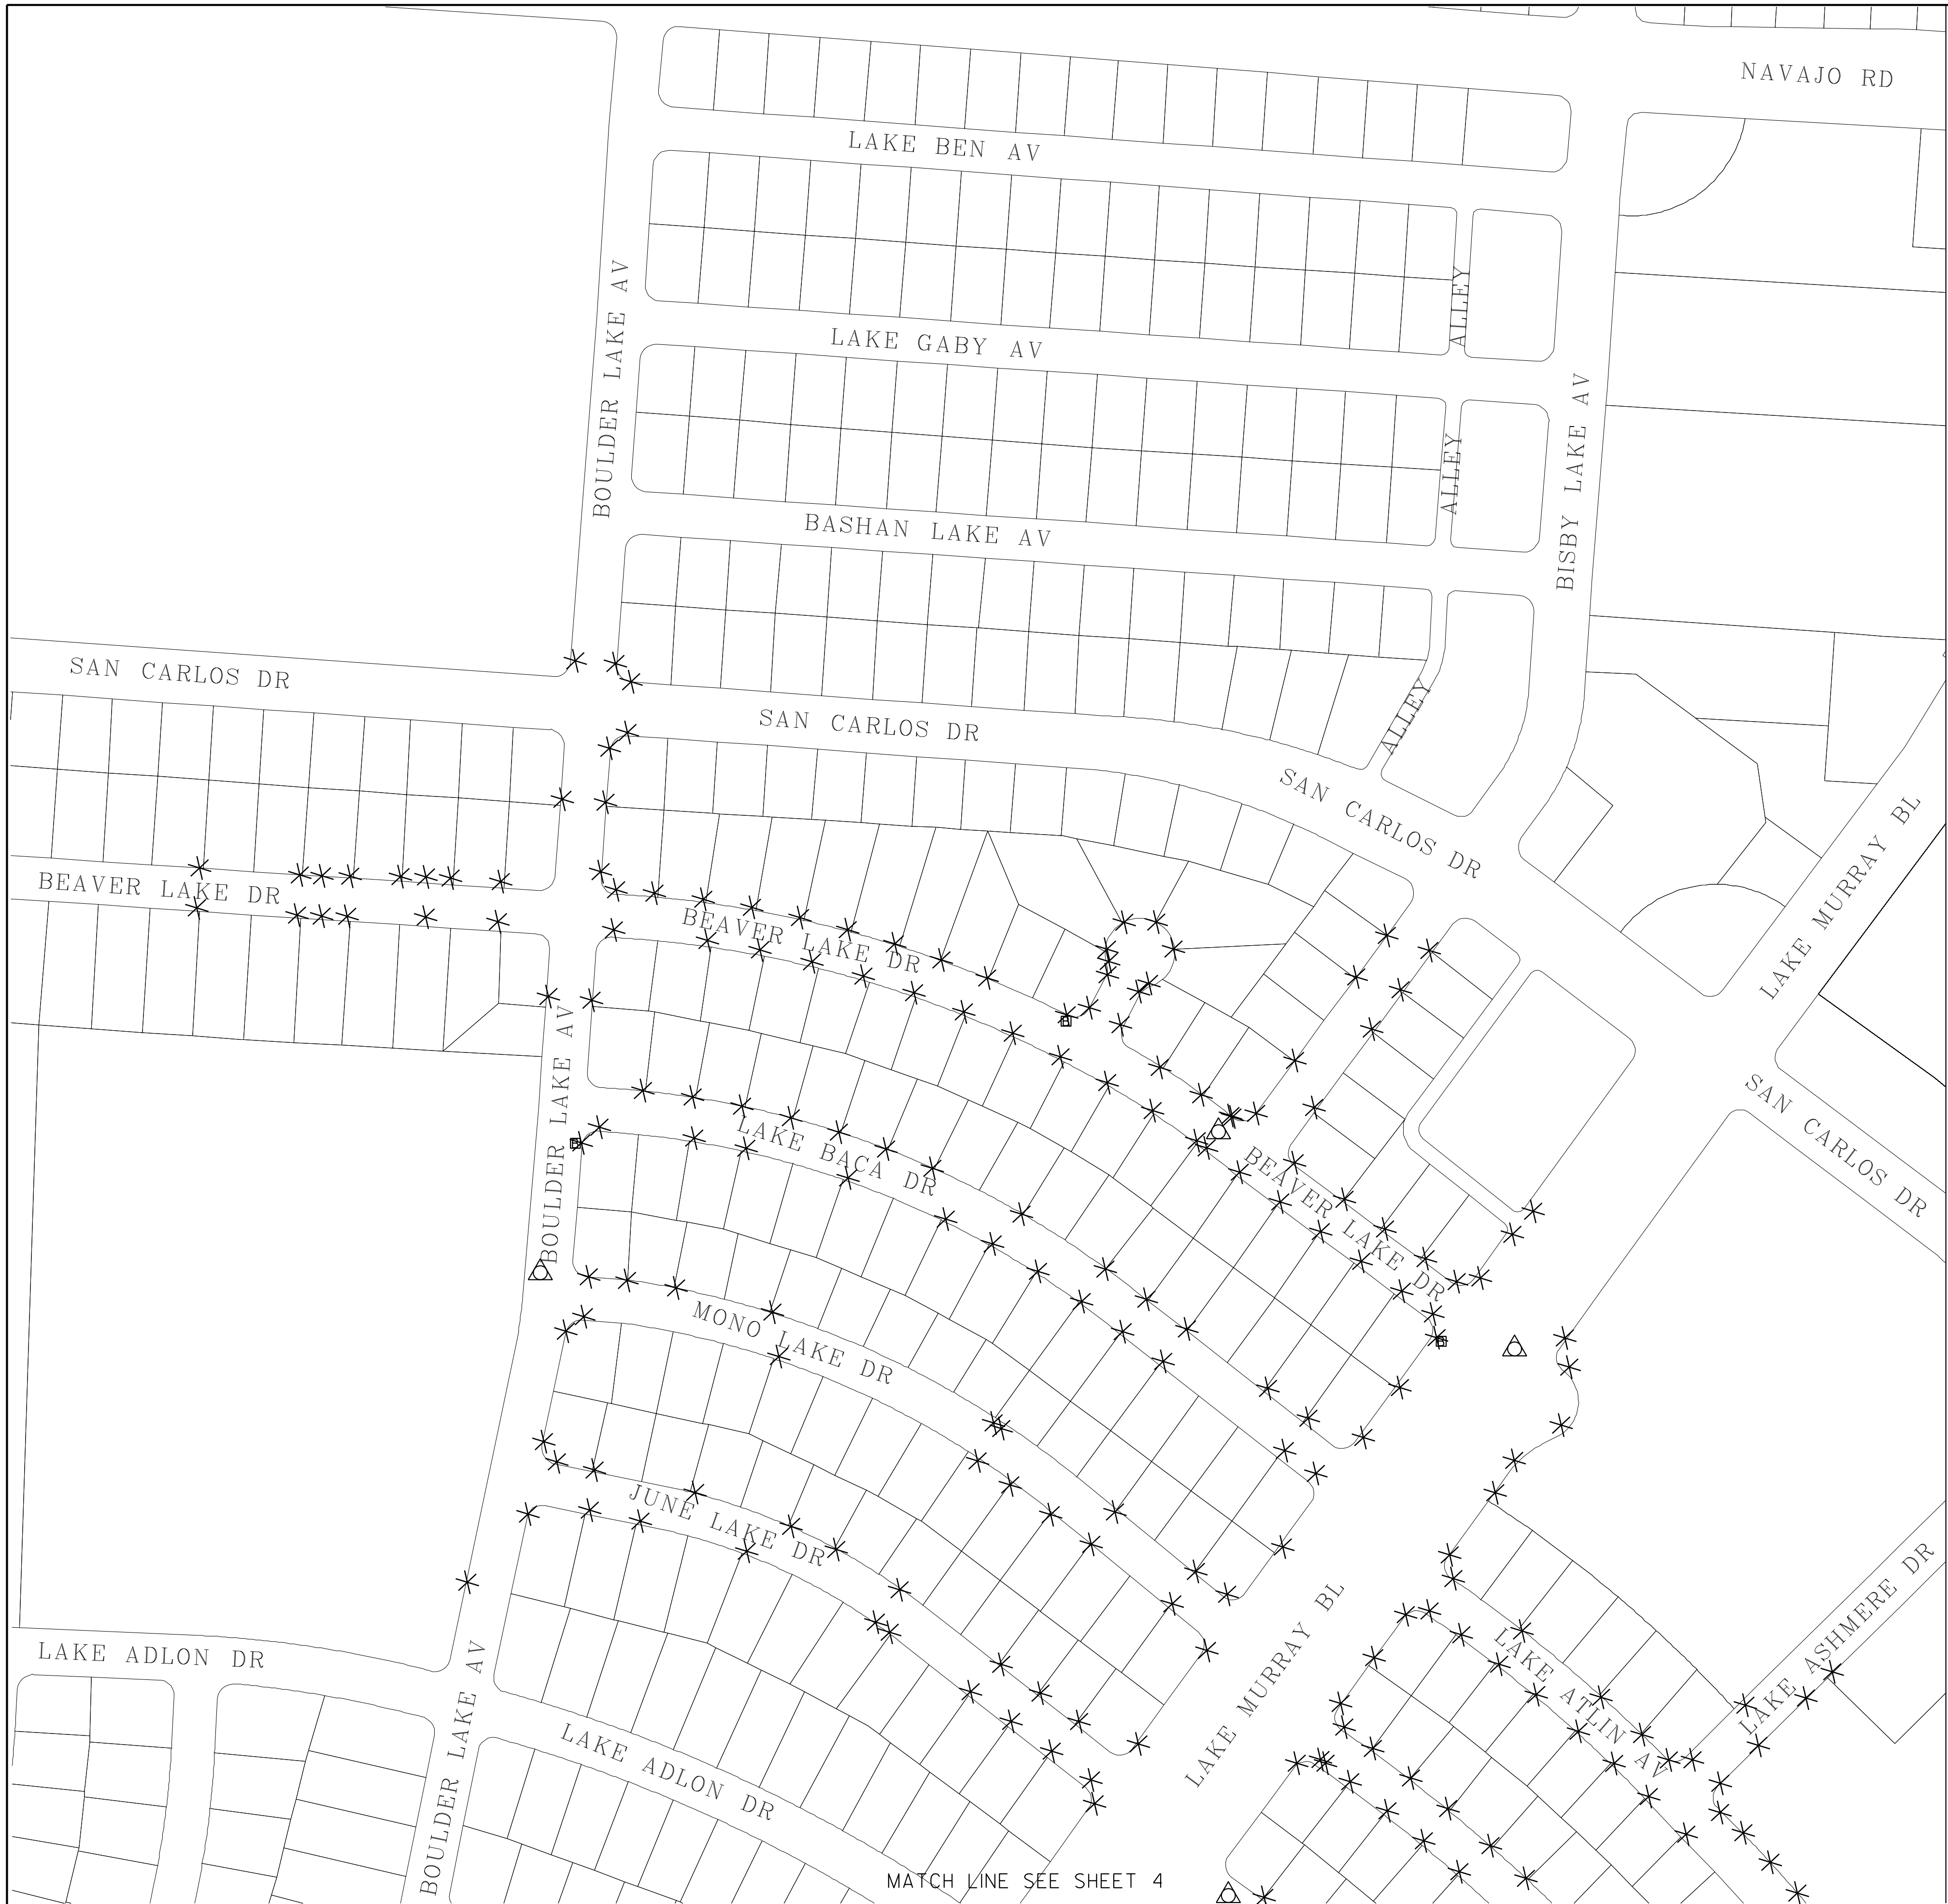 NAVAJO RD
LAKE BEN AV
BOULDER LAKE AV
ALLEY
LAKE GABY AV
BISBY LAKE AV
ALLEY
BASHAN LAKE AV
SAN CARLOS DR
ALLEY
SAN CARLOS DR
SAN CARLOS DR
LAKE MURRAY BL
BEAVER LAKE DR
BEAVER LAKE DR
BOULDER LAKE AV
SAN CARLOS DR
LAKE BACA DR
BEAVER LAKE DR
MONO LAKE DR
JUNE LAKE DR
LAKE MURRAY BL
LAKE ASHMERE DR
LAKE ATLIN AV
LAKE ADLON DR
BOULDER LAKE AV
LAKE ADLON DR
MATCH LINE SEE SHEET 4